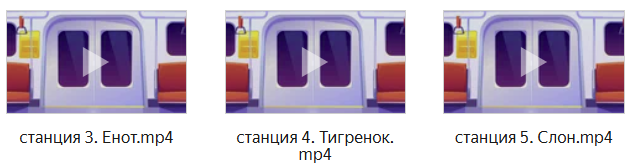 станция 3. Енот.mp4
станция 4. Тигренок.
mp4
станция 5. Слон.mp4